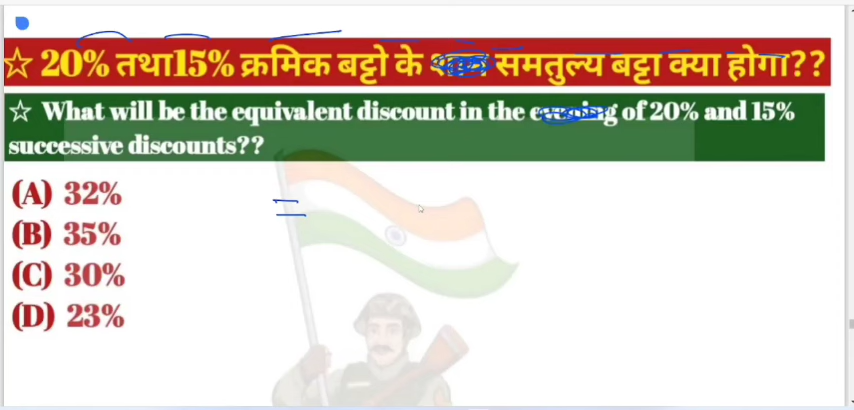 ☆ 20% तथा15% क्रमिक बट्टो के समतुल्य बट्टा क्या होगा??
☆ What will be the equivalent discount in the of 20% and 15%
successive discounts??
(A) 32%
(B) 35%
(C) 30%
(D) 23%